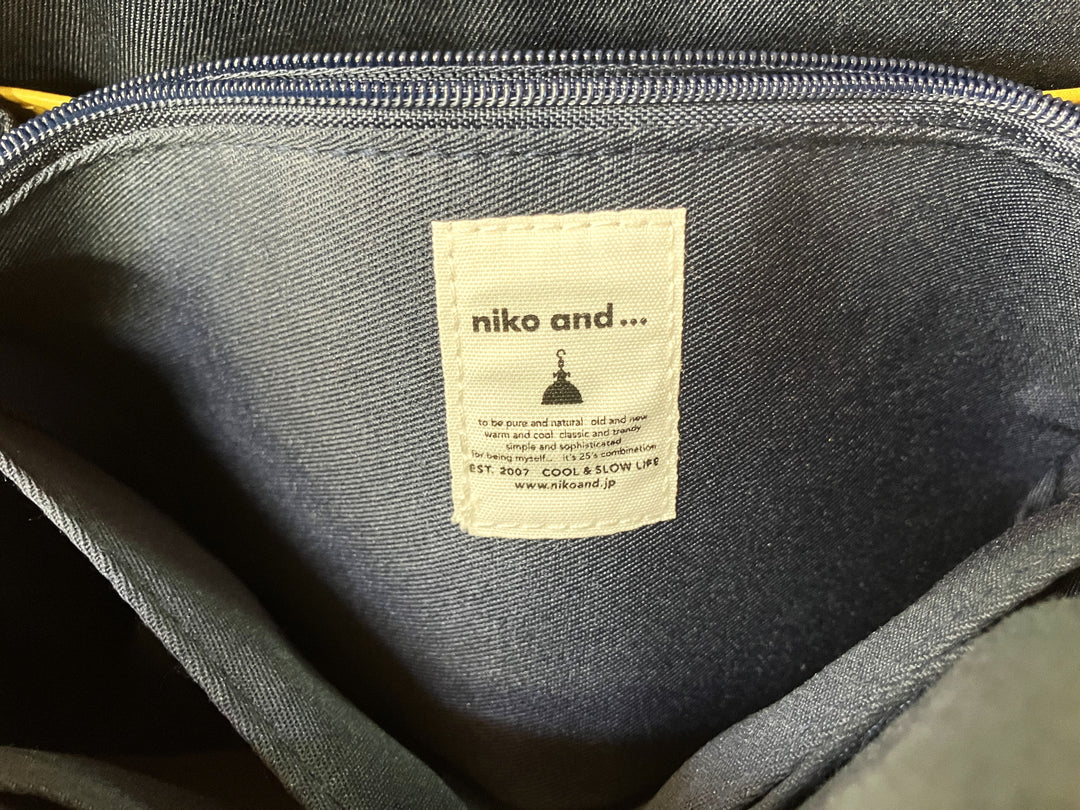 niko and...
to be pure and natural old and new
warm and cool classic and trendy
simple and sophisticated
for being myself... it's 25's combination
EST. 2007 COOL & SLOW LIFE
www.nikoand.jp